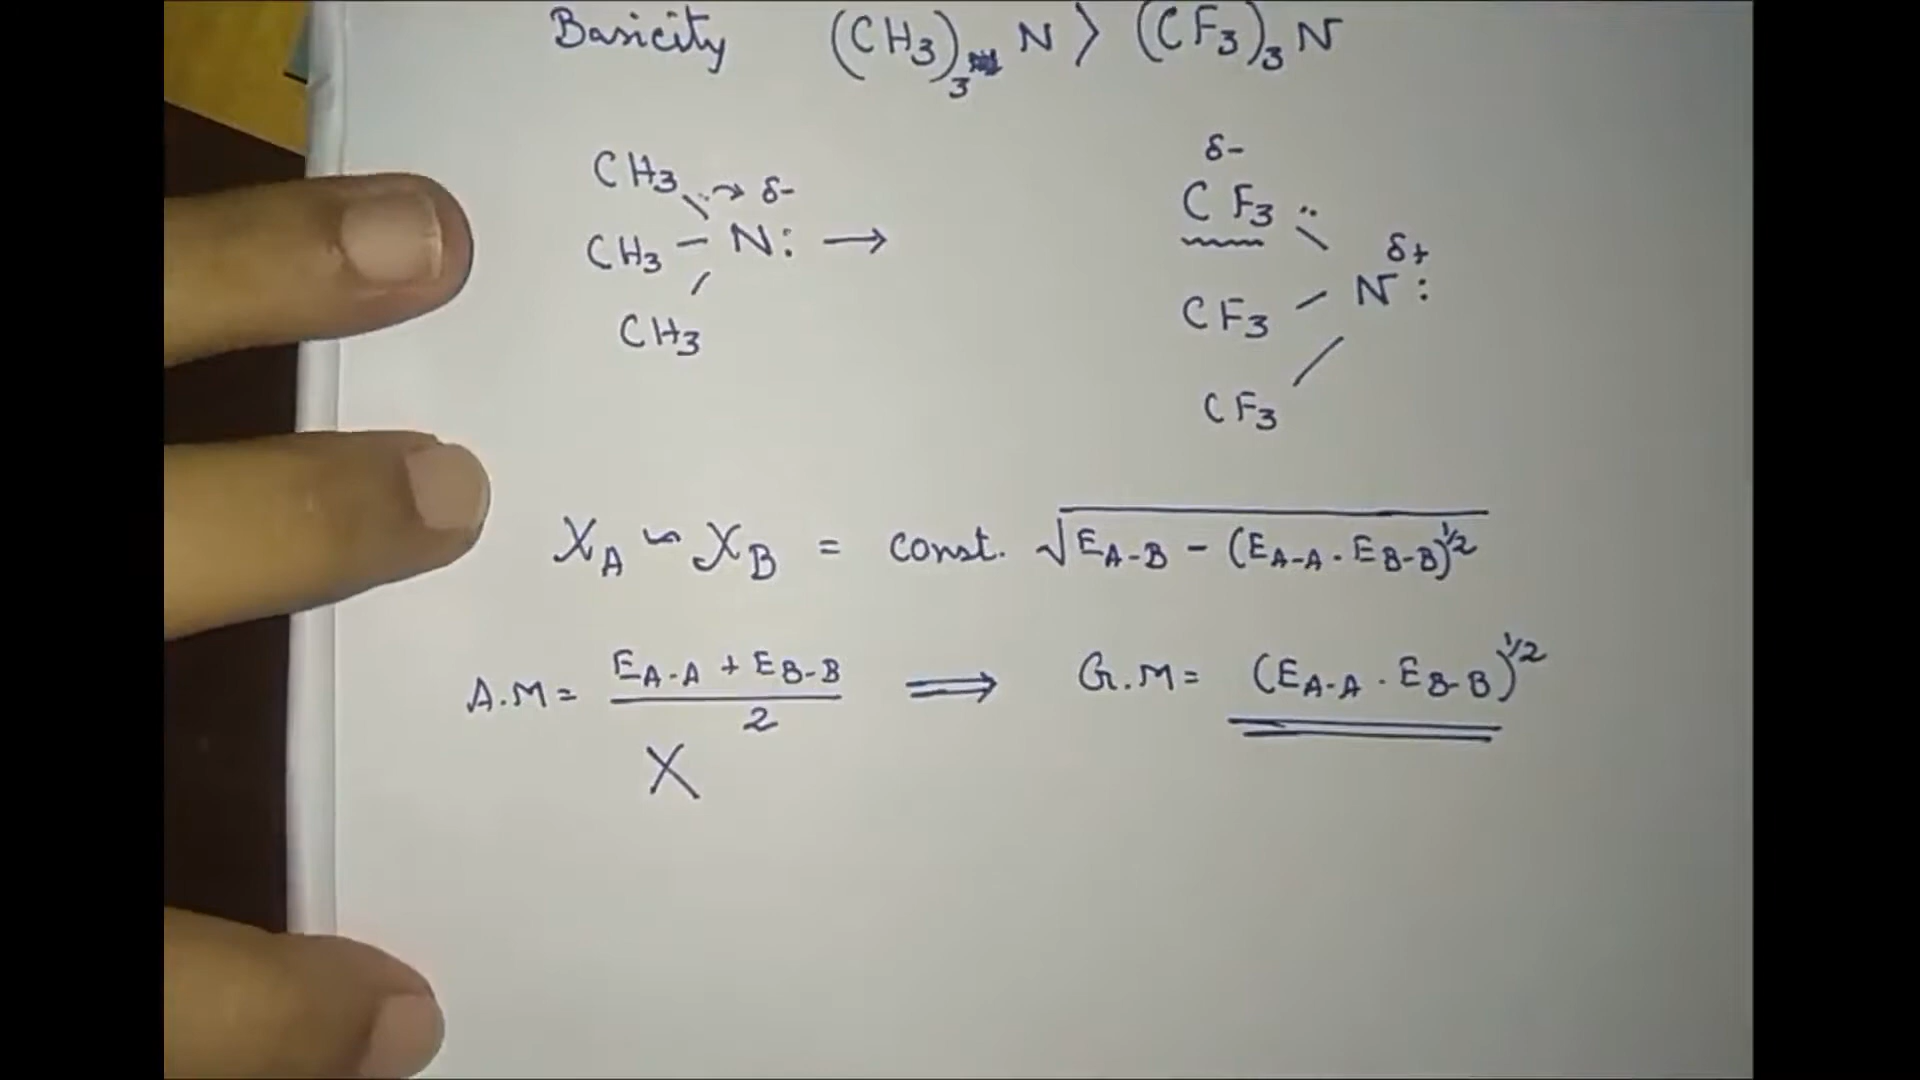 Basicity (CH3)3 N > (CF3)3 N
CH3 → δ-
CH3 - N: →
CH3
δ-
CF3 ..
δ+
CF3 N:
CF3
XA ~ XB = const. √EA-B - (EA-A . EB-B)^1/2
A.M = EA-A + EB-B / 2 ⟹ G.M = (EA-A . EB-B)^1/2
X